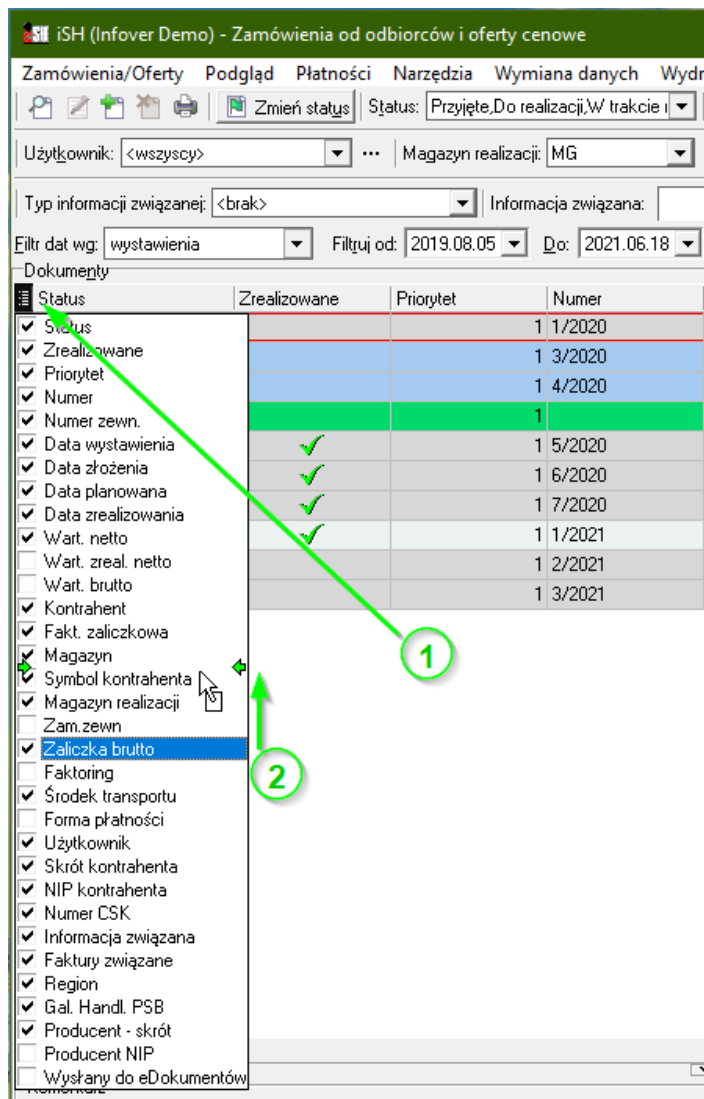 iSH (Infover Demo) - Zamówienia od odbiorców i oferty cenowe
Zamówienia/Oferty Podgląd Płatności Narzędzia Wymiana danych Wydr
Zmień status Status: Przyjęte,Do realizacji,W trakcie r
Użytkownik: <wszyscy> ... Magazyn realizacji: MG
Typ informacji związanej: <brak> Informacja związana:
Filtr dat wg: wystawienia Filtruj od: 2019.08.05 Do: 2021.06.18
Dokumenty
Status Zrealizowane Priorytet Numer
Status 1 1/2020
Zrealizowane 1 3/2020
Priorytet
Numer 1 4/2020
Numer zewn. 1
Data wystawienia 1 5/2020
Data złożenia 1 6/2020
Data planowana
Data zrealizowania 1 7/2020
Wart. netto 1 1/2021
Wart. zreal. netto 1 2/2021
Wart. brutto 1 3/2021
Kontrahent
Fakt. zaliczkowa
Magazyn 1
Symbol kontrahenta
Magazyn realizacji
Zam.zewn
Zaliczka brutto
Faktoring 2
Środek transportu
Forma płatności
Użytkownik
Skrót kontrahenta
NIP kontrahenta
Numer CSK
Informacja związana
Faktury związane
Region
Gal. Handl. PSB
Producent - skrót
Producent NIP
Wysłany do eDokumentów